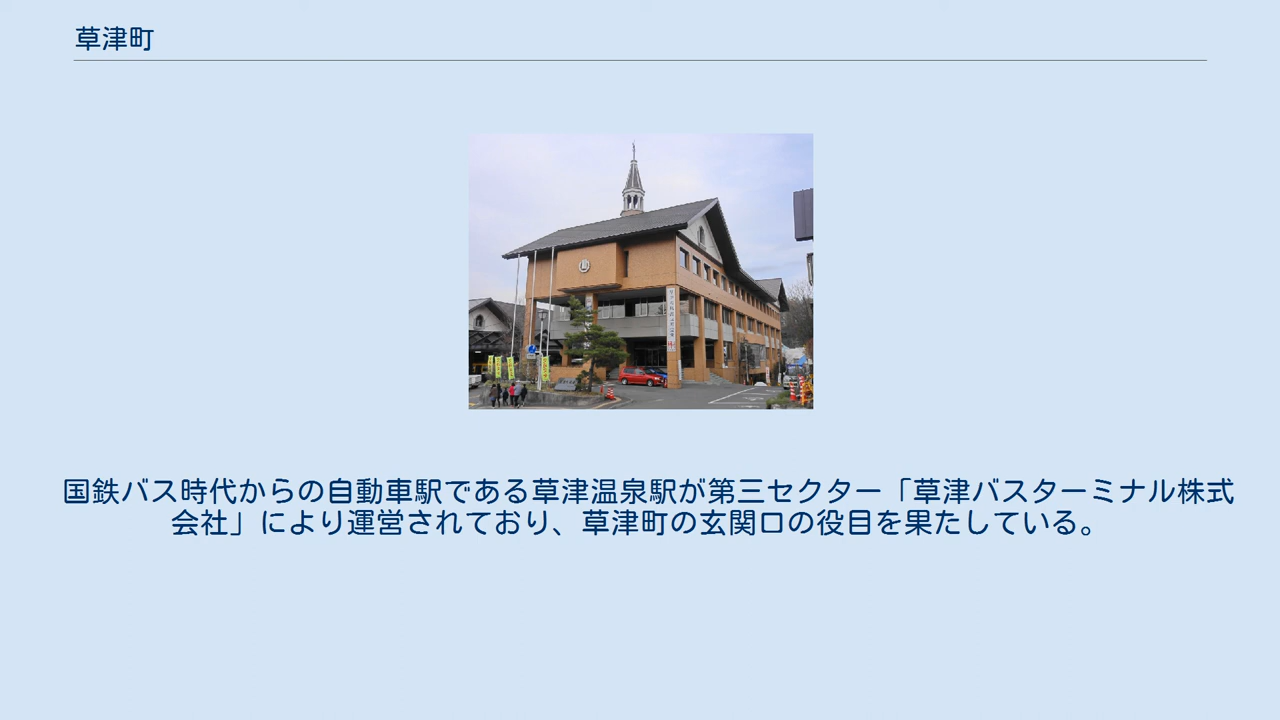 草津町
国鉄バス時代からの自動車駅である草津温泉駅が第三セクター「草津バスターミナル株式
会社」により運営されており、草津町の玄関口の役目を果たしている。